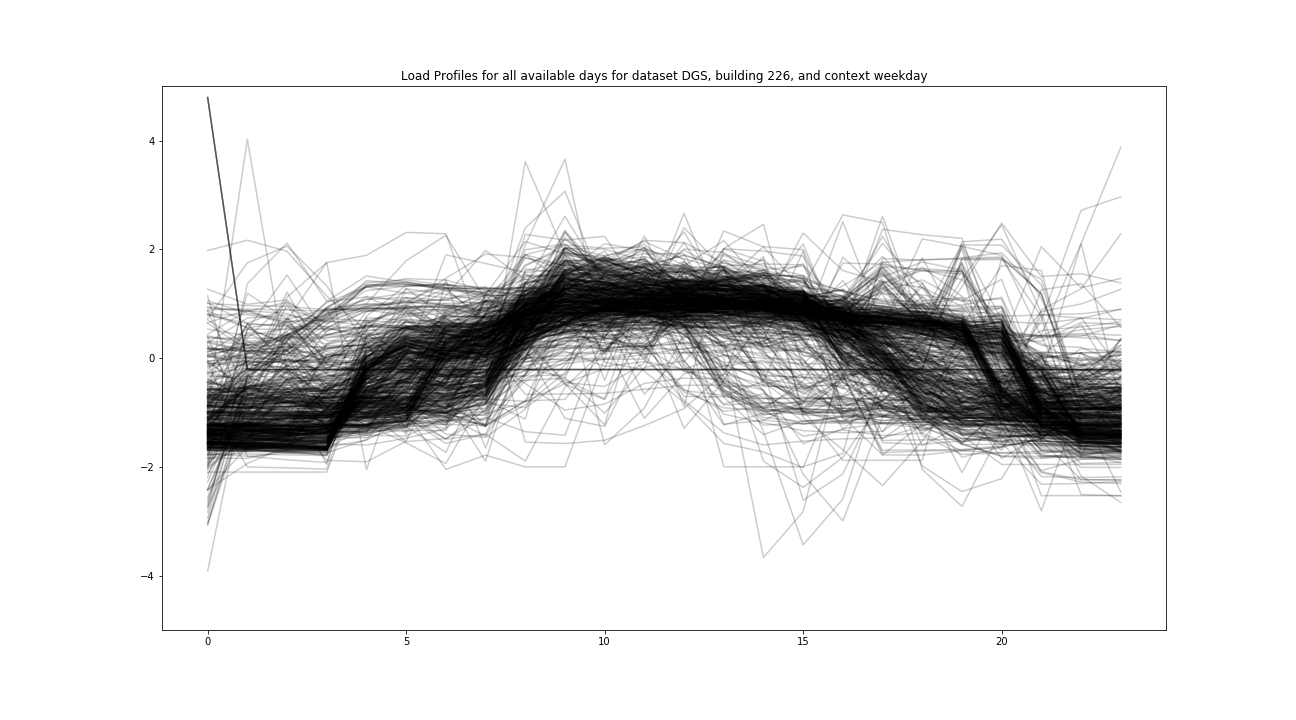 Load Profiles for all available days for dataset DGS, building 226, and context weekday
4
2
0
−2
−4
0 5 10 15 20